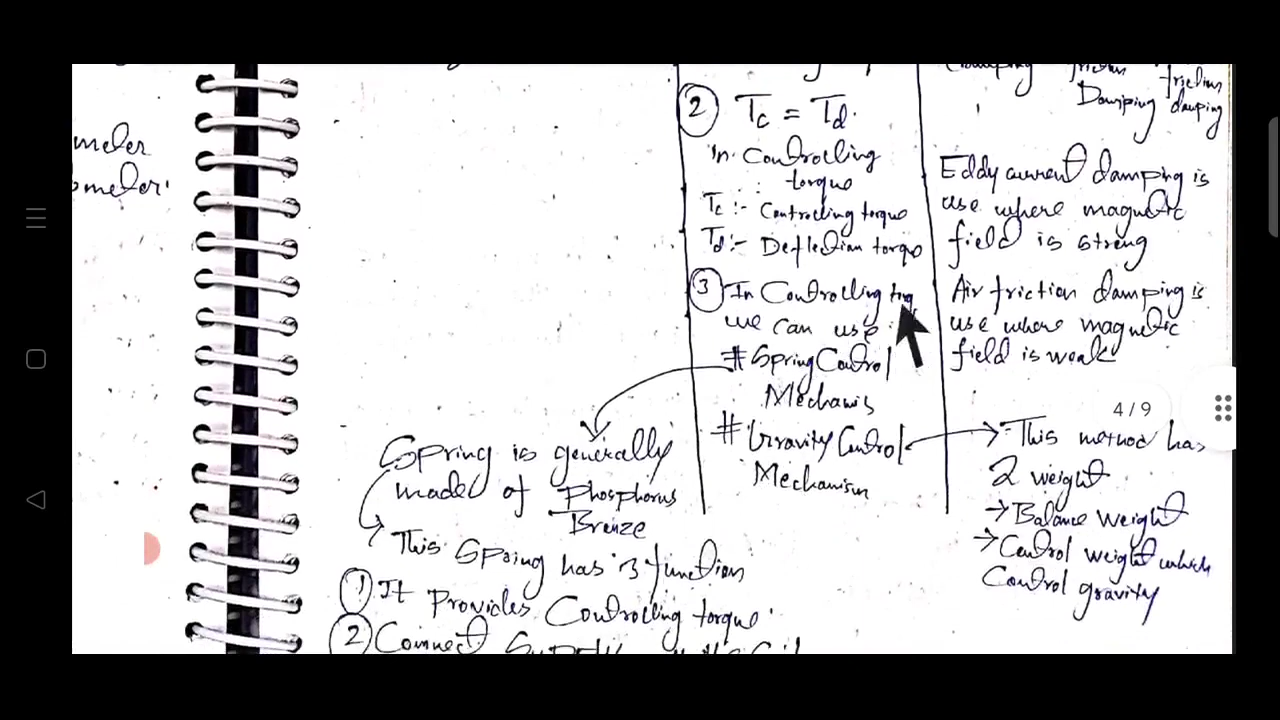 meter
ometer'
friction
Damping damping
② Tc = Td.
In Controlling
torque
Tc :- Controlling torque
Td :- Deflection torque
③ In Controlling
we can use
# Spring Control
Mechanis
# Gravity Control
Mechanism
Eddy current damping is
use where magnetic
field is strong
Air friction damping is
use where magnetic
field is weak
4/9
→ This method has
2 weight
→ Balance weight
→ Control weight which
Control gravity
Spring is generally
made of Phosphorus
Bronze
This Spring has 3 function
① It Provides Controlling torque.
② Connect